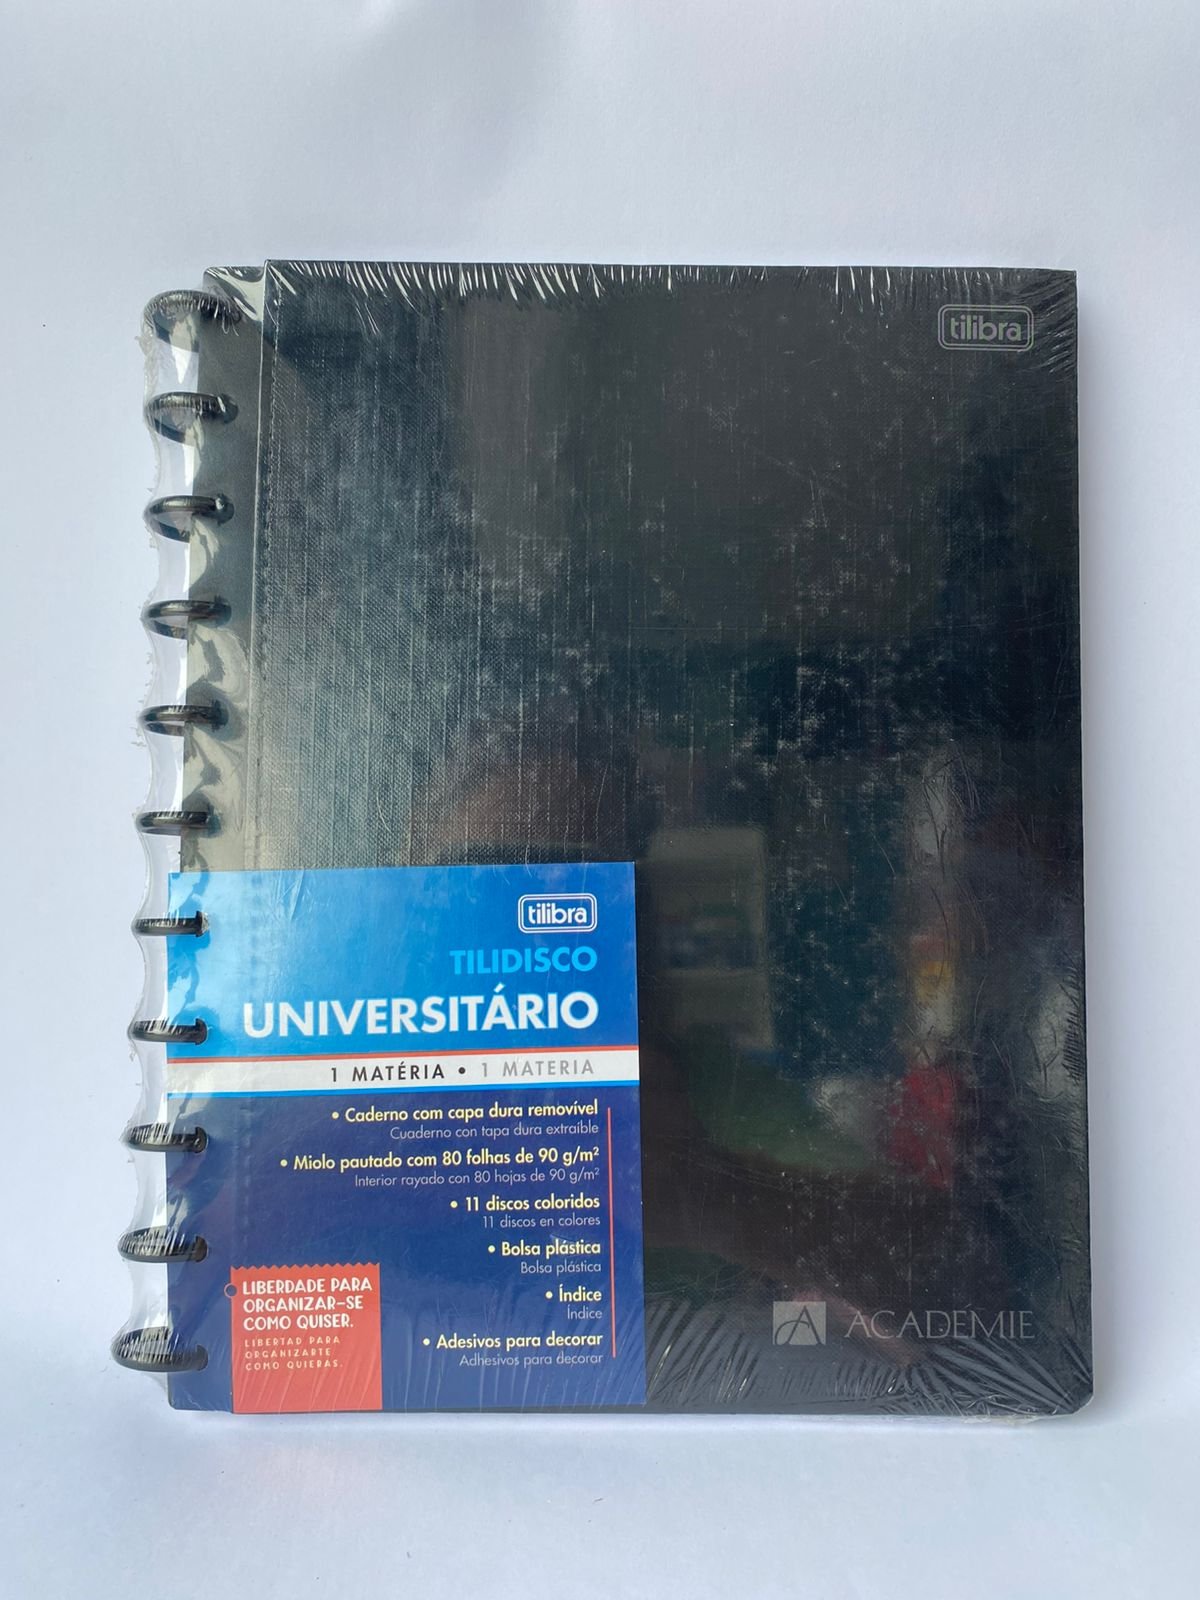 tilibra
tilibra
TILIDISCO
UNIVERSITÁRIO
1 MATÉRIA • 1 MATERIA
• Caderno com capa dura removível
Cuaderno con tapa dura extraíble
• Miolo pautado com 80 folhas de 90 g/m²
Interior rayado con 80 hojas de 90 g/m²
• 11 discos coloridos
11 discos en colores
• Bolsa plástica
Bolsa plástica
• Índice
Índice
• Adesivos para decorar
Adhesivos para decorar
LIBERDADE PARA
ORGANIZAR-SE
COMO QUISER.
LIBERTAD PARA
ORGANIZARTE
COMO QUIERAS.
A ACADÉMIE